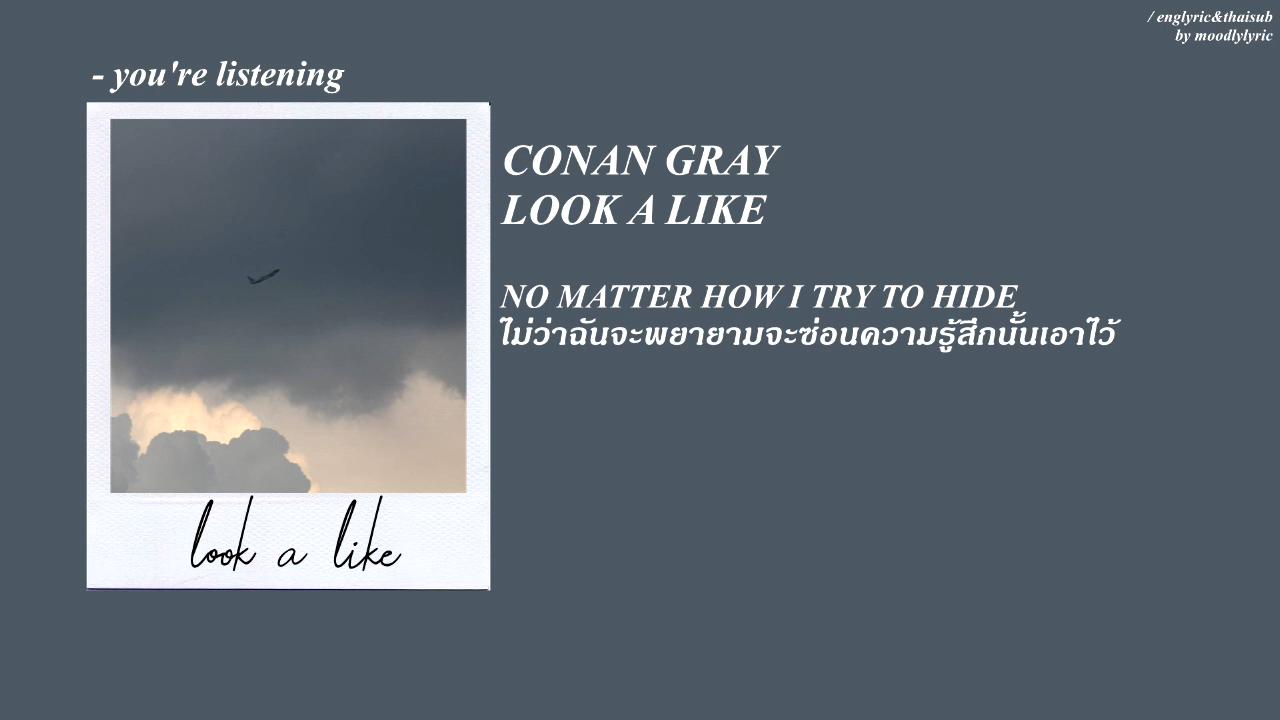 / englyric&thaisub
by moodlylyric
- you're listening
CONAN GRAY
LOOK A LIKE
NO MATTER HOW I TRY TO HIDE
ไม่ว่าฉันจะพยายามจะซ่อนความรู้สึกนั้นเอาไว้
look a like